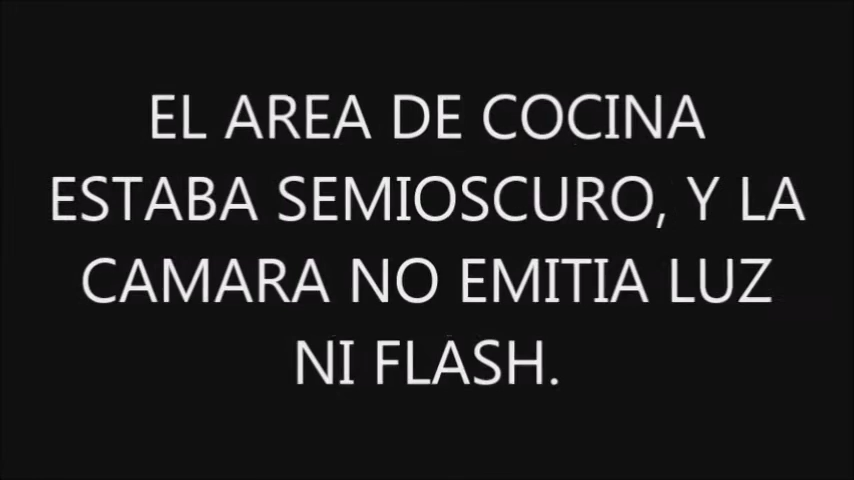 EL AREA DE COCINA
ESTABA SEMIOSCURO, Y LA
CAMARA NO EMITIA LUZ
NI FLASH.